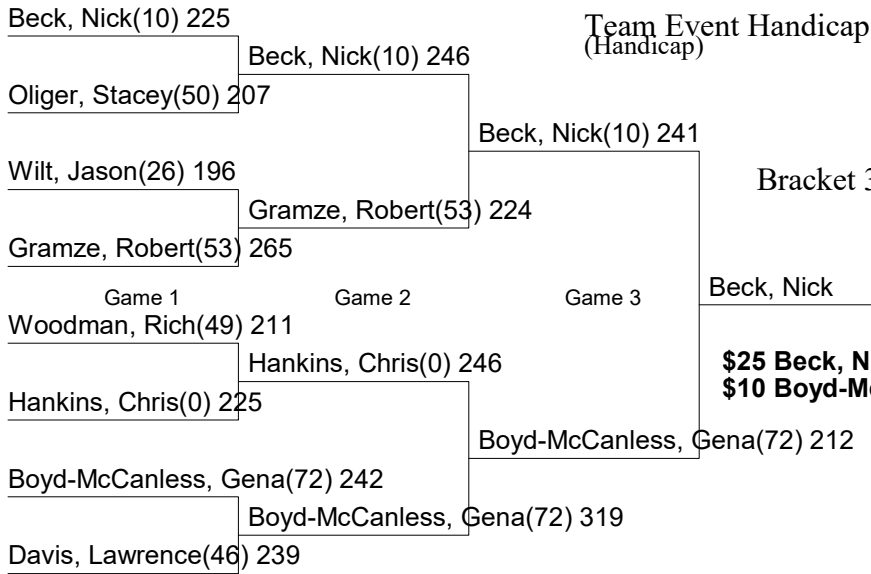 Beck, Nick(10) 225
Team Event Handicap
(Handicap)
Beck, Nick(10) 246
Oliger, Stacey(50) 207
Beck, Nick(10) 241
Wilt, Jason(26) 196
Bracket 3
Gramze, Robert(53) 224
Gramze, Robert(53) 265
Game 1
Game 2
Game 3
Beck, Nick
Woodman, Rich(49) 211
Hankins, Chris(0) 246
$25 Beck, N
$10 Boyd-Mc
Hankins, Chris(0) 225
Boyd-McCanless, Gena(72) 212
Boyd-McCanless, Gena(72) 242
Boyd-McCanless, Gena(72) 319
Davis, Lawrence(46) 239